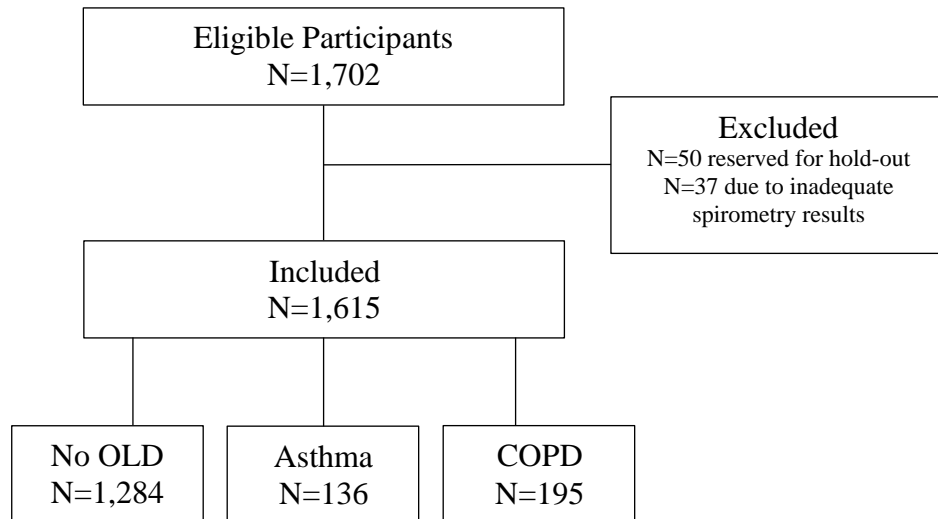 Eligible Participants
N=1,702
Excluded
N=50 reserved for hold-out
N=37 due to inadequate
spirometry results
Included
N=1,615
No OLD
N=1,284
Asthma
N=136
COPD
N=195